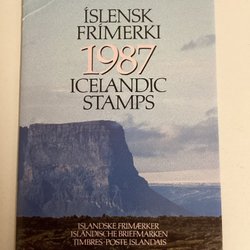 ÍSLENSK
FRÍMERKI
1987
ICELANDIC
STAMPS
ISLANDSKE FRIMÆRKER
ISLÄNDISCHE BRIEFMARKEN
TIMBRES-POSTE ISLANDAIS